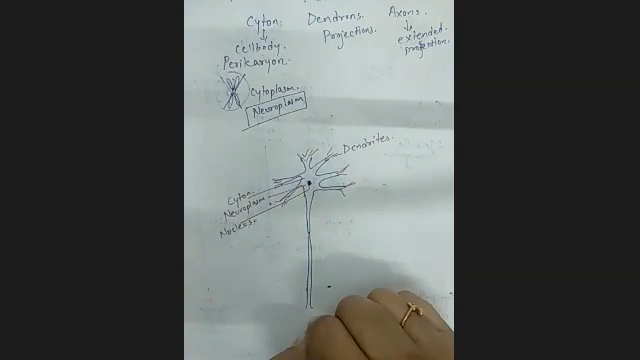 Cyton: Dendrons. Axons.
↓ ↓
Cellbody. Projections. extended
Perikaryon. projection.
Cytoplasm.
Neuroplasm
Dendrites.
Cyton.
Neuroplasm
Nucleus.